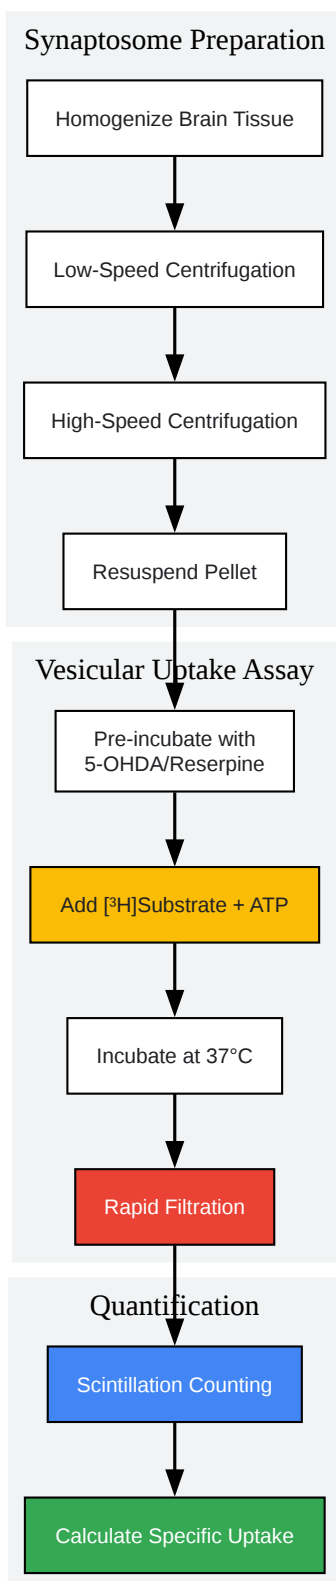 Synaptosome Preparation
Homogenize Brain Tissue
Low-Speed Centrifugation
High-Speed Centrifugation
Resuspend Pellet
Vesicular Uptake Assay
Pre-incubate with
5-OHDA/Reserpine
Add [³H]Substrate + ATP
Incubate at 37°C
Rapid Filtration
Quantification
Scintillation Counting
Calculate Specific Uptake